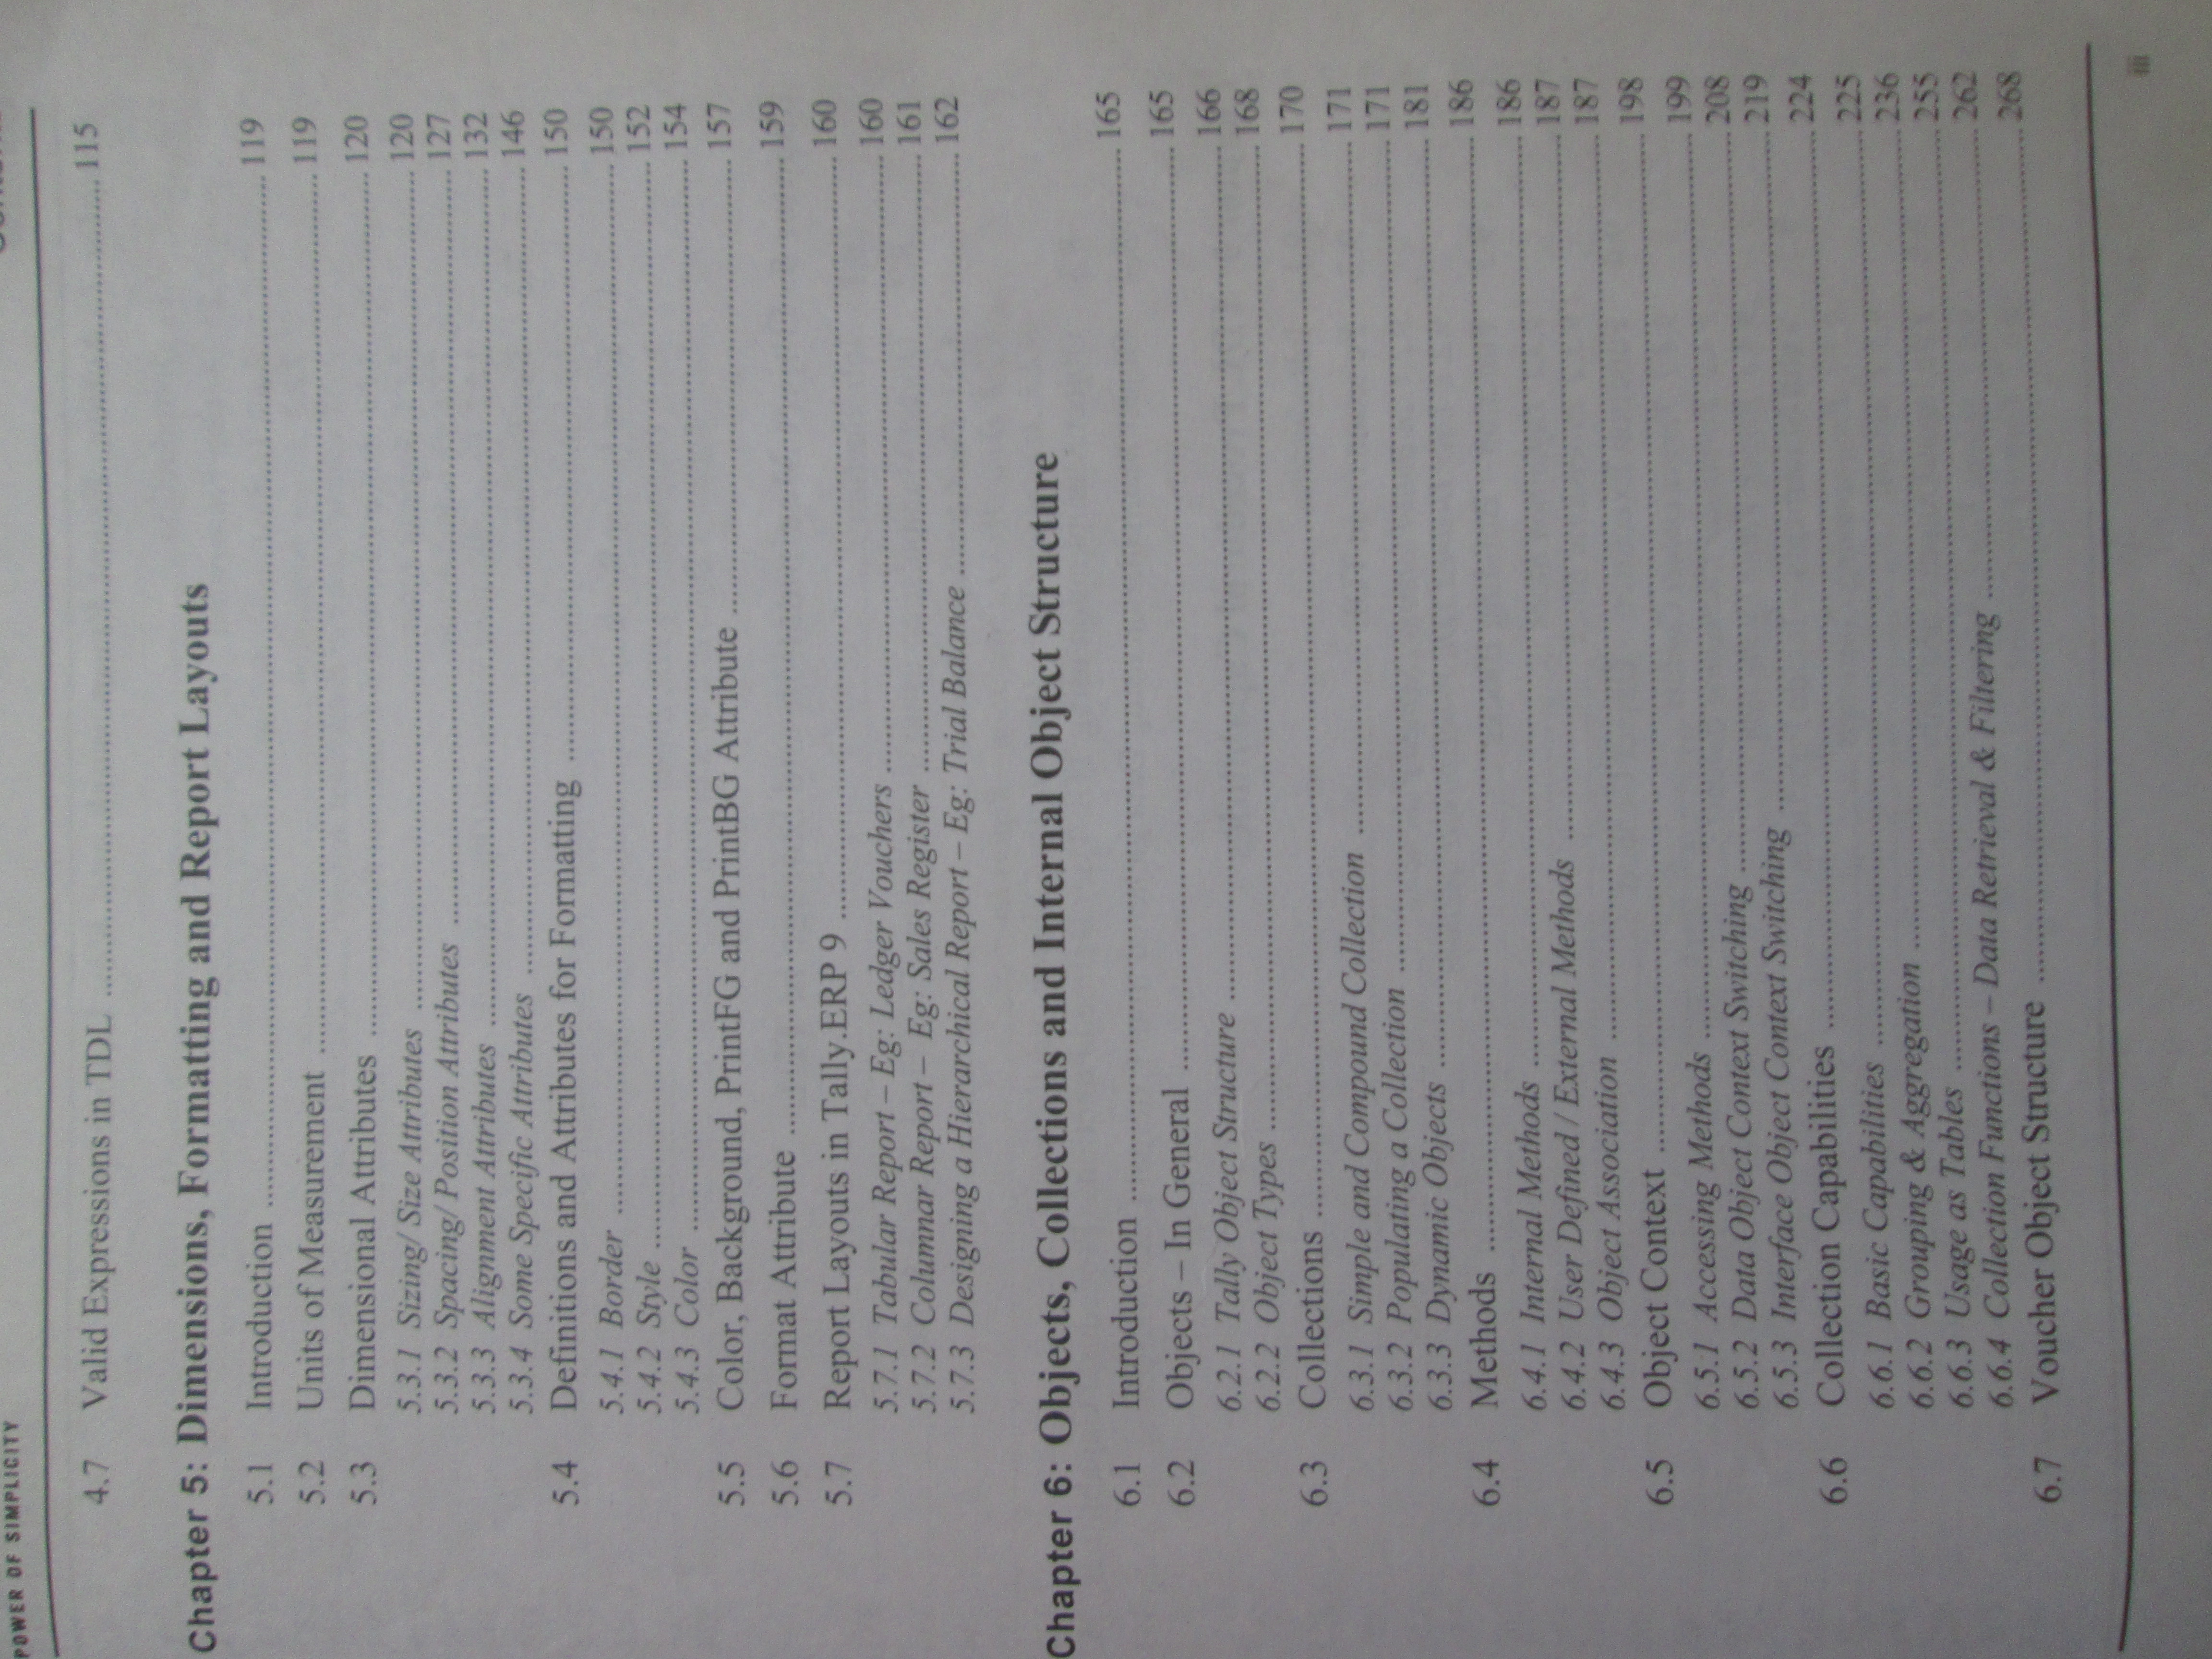 POWER OF SIMPLICITY
4.7 Valid Expressions in TDL ........ 115
Chapter 5: Dimensions, Formatting and Report Layouts
5.1 Introduction ........ 119
5.2 Units of Measurement ........ 119
5.3 Dimensional Attributes ........ 120
5.3.1 Sizing/ Size Attributes ........ 120
5.3.2 Spacing/ Position Attributes ........ 127
5.3.3 Alignment Attributes ........ 132
5.3.4 Some Specific Attributes ........ 146
5.4 Definitions and Attributes for Formatting ........ 150
5.4.1 Border ........ 150
5.4.2 Style ........ 152
5.4.3 Color ........ 154
5.5 Color, Background, PrintFG and PrintBG Attribute ........ 157
5.6 Format Attribute ........ 159
5.7 Report Layouts in Tally.ERP 9 ........ 160
5.7.1 Tabular Report – Eg: Ledger Vouchers ........ 160
5.7.2 Columnar Report – Eg: Sales Register ........ 161
5.7.3 Designing a Hierarchical Report – Eg: Trial Balance ........ 162
Chapter 6: Objects, Collections and Internal Object Structure
6.1 Introduction ........ 165
6.2 Objects – In General ........ 165
6.2.1 Tally Object Structure ........ 166
6.2.2 Object Types ........ 168
6.3 Collections ........ 170
6.3.1 Simple and Compound Collection ........ 171
6.3.2 Populating a Collection ........ 171
6.3.3 Dynamic Objects ........ 181
6.4 Methods ........ 186
6.4.1 Internal Methods ........ 186
6.4.2 User Defined / External Methods ........ 187
6.4.3 Object Association ........ 187
6.5 Object Context ........ 198
6.5.1 Accessing Methods ........ 199
6.5.2 Data Object Context Switching ........ 208
6.5.3 Interface Object Context Switching ........ 219
6.6 Collection Capabilities ........ 224
6.6.1 Basic Capabilities ........ 225
6.6.2 Grouping & Aggregation ........ 236
6.6.3 Usage as Tables ........ 255
6.6.4 Collection Functions – Data Retrieval & Filtering ........ 262
6.7 Voucher Object Structure ........ 268
iii